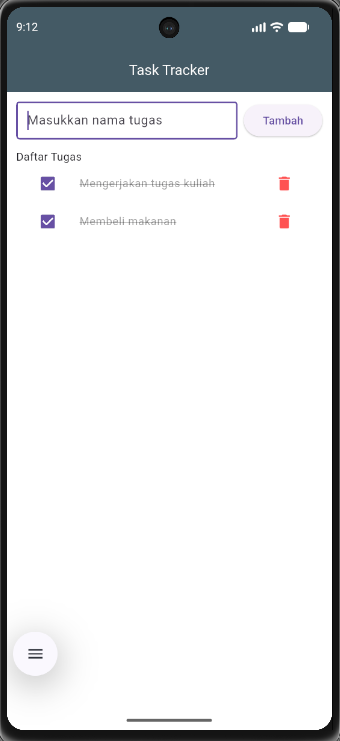 9:12
Task Tracker
Masukkan nama tugas
Tambah
Daftar Tugas
Mengerjakan tugas kuliah
Membeli makanan